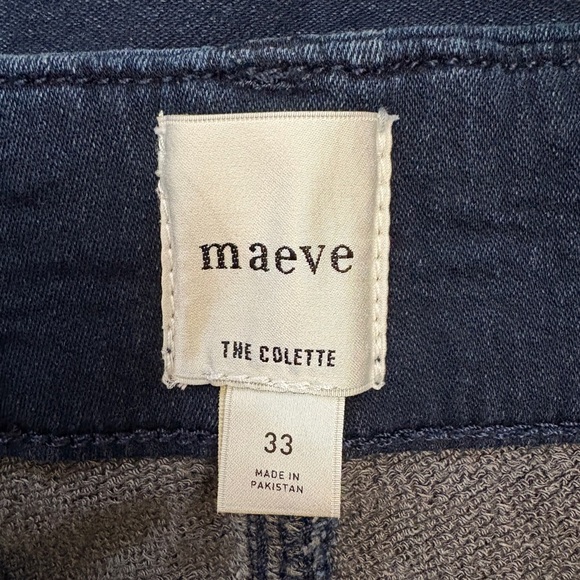 maeve
THE COLETTE
33
MADE IN
PAKISTAN